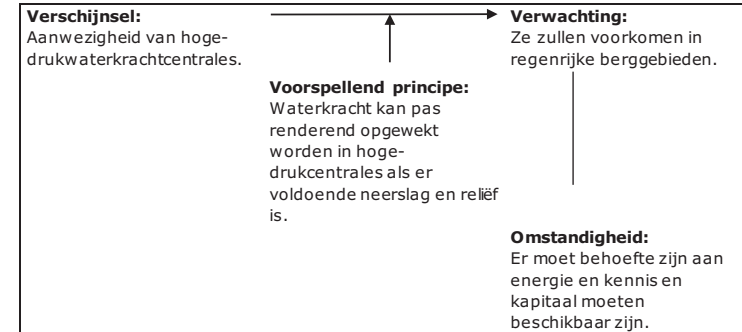 Verschijnsel:
Aanwezigheid van hoge-
drukwaterkrachtcentrales.
Verwachting:
Ze zullen voorkomen in
regenrijke berggebieden.
Voorspellend principe:
Waterkracht kan pas
renderend opgewekt
worden in hoge-
drukcentrales als er
voldoende neerslag en reliëf
is.
Omstandigheid:
Er moet behoefte zijn aan
energie en kennis en
kapitaal moeten
beschikbaar zijn.